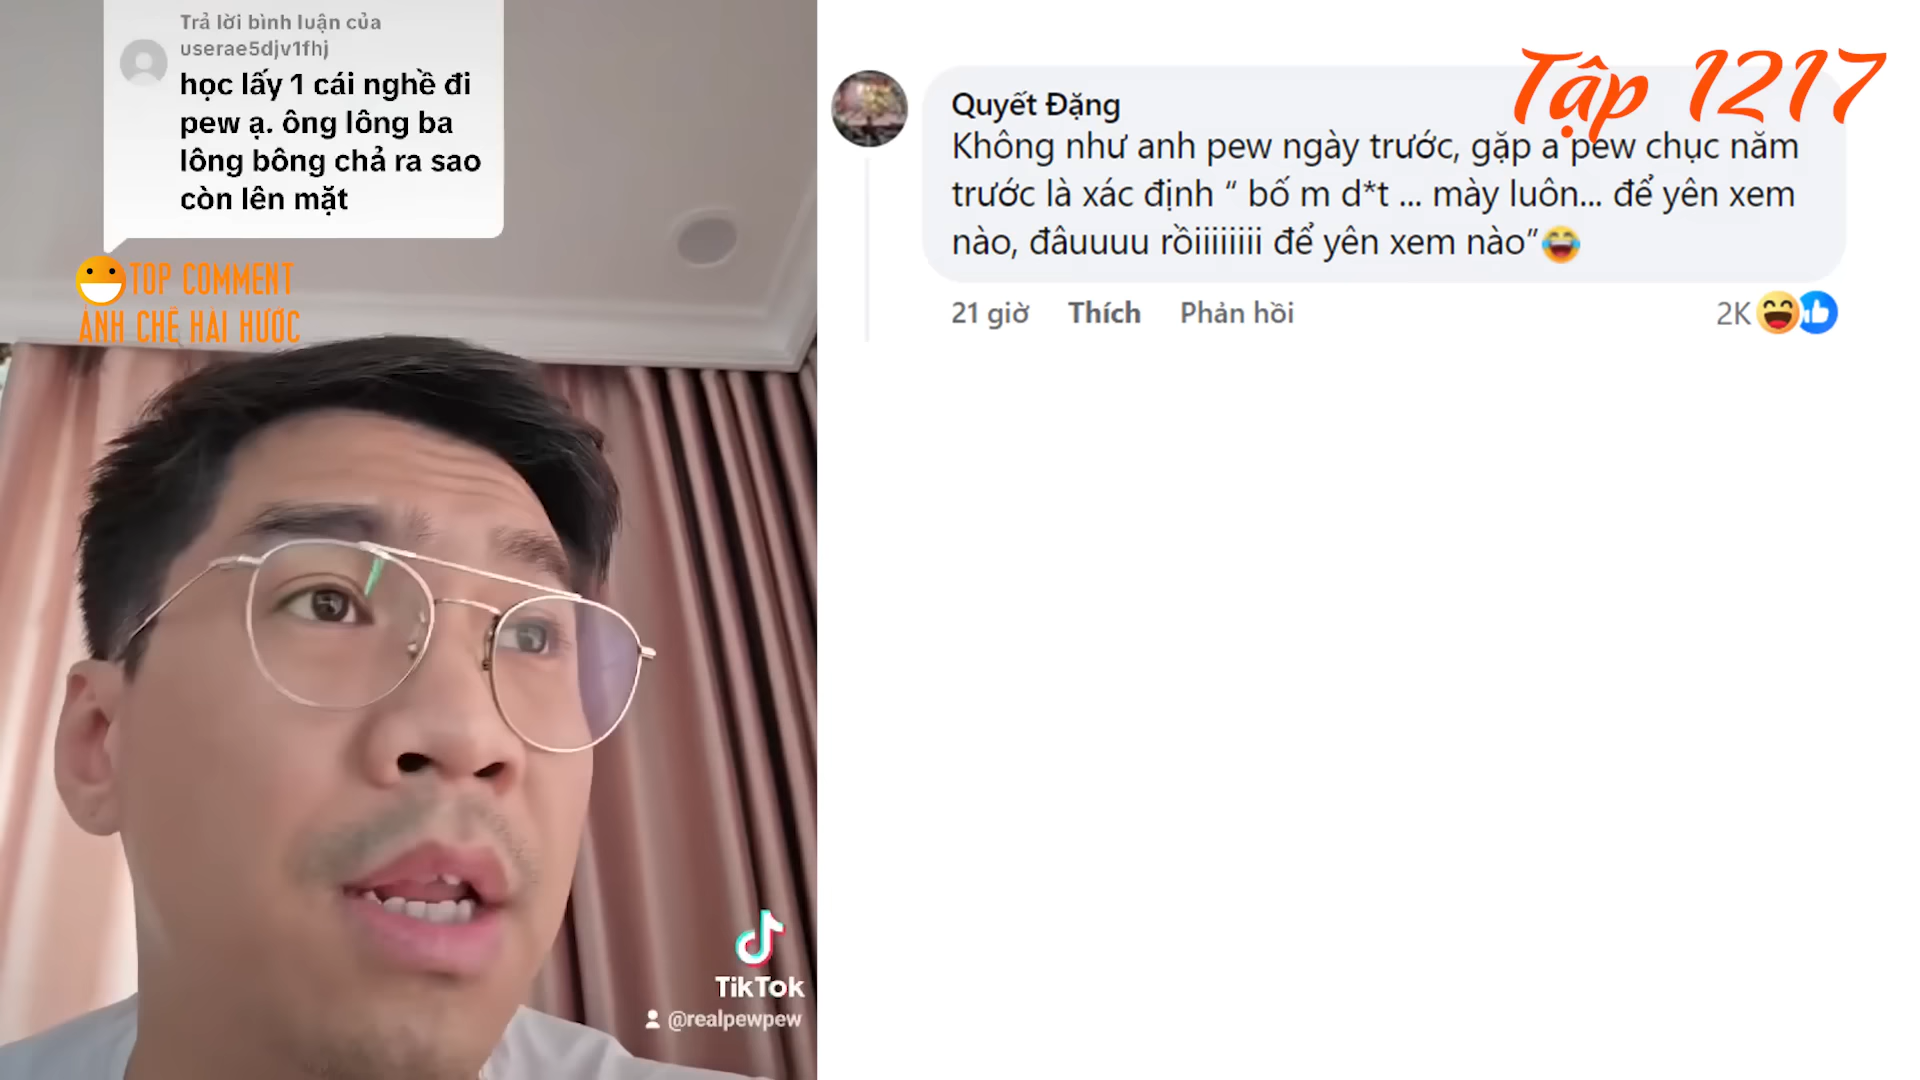 Trả lời bình luận của
userae5djv1fhj
học lấy 1 cái nghề đi
pew ạ. ông lông ba
lông bông chả ra sao
còn lên mặt
TOP COMMENT
ẢNH CHẾ HÀI HƯỚC
TikTok
@realpewpew
Tập 1217
Quyết Đặng
Không như anh pew ngày trước, gặp a pew chục năm
trước là xác định “ bố m d*t ... mày luôn... để yên xem
nào, đâuuuu rồiiiiiiiii để yên xem nào”😂
21 giờ Thích Phản hồi 2K